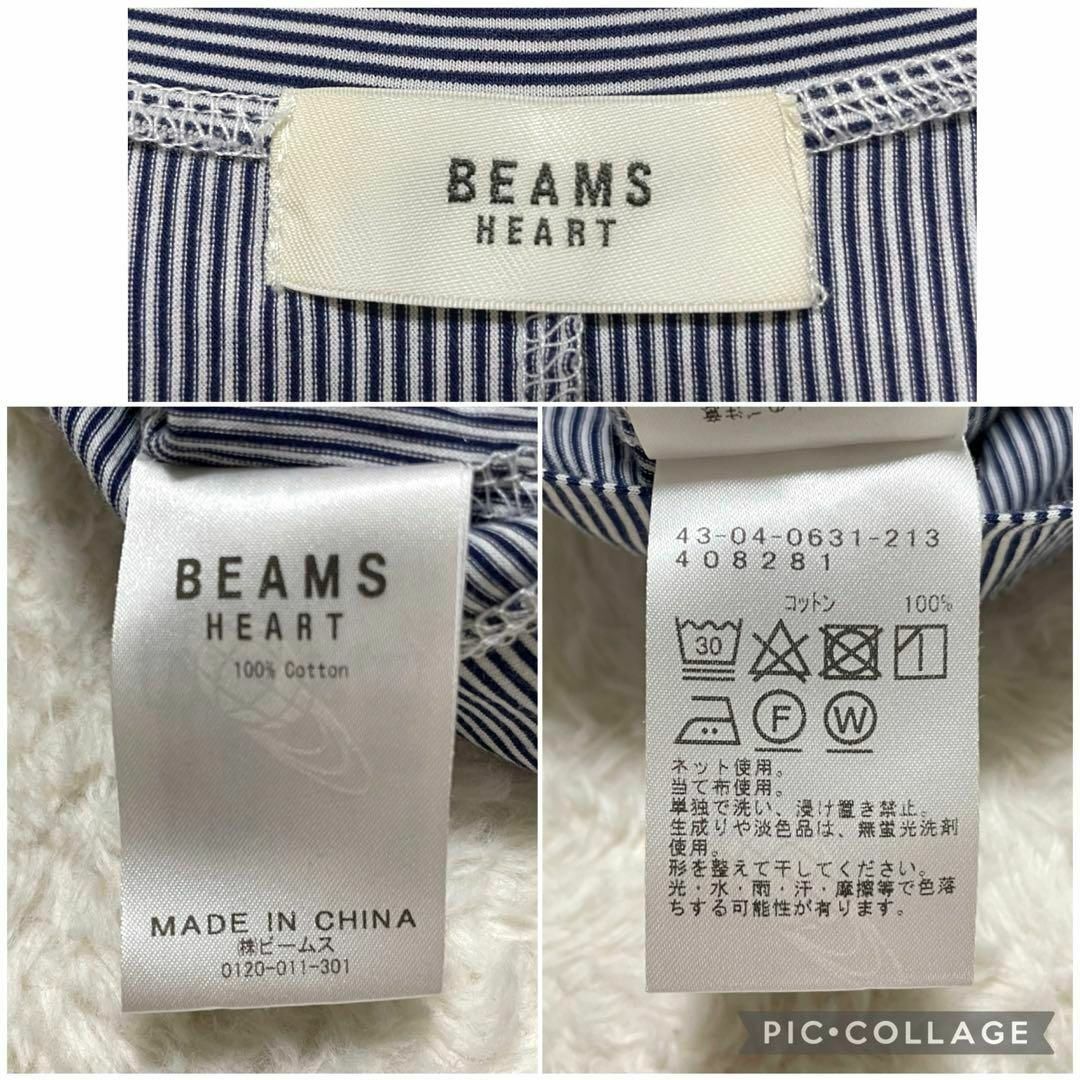 BEAMS
HEART
BEAMS
HEART
100% Cotton
MADE IN CHINA
㈱ビームス
0120-011-301
43-04-0631-213
408281
コットン 100%
30
F W
ネット使用。
当て布使用。
単独で洗い、浸け置き禁止。
生成りや淡色品は、無蛍光洗剤
使用。
形を整えて干してください。
光・水・雨・汗・摩擦等で色落
ちする可能性が有ります。
PIC•COLLAGE